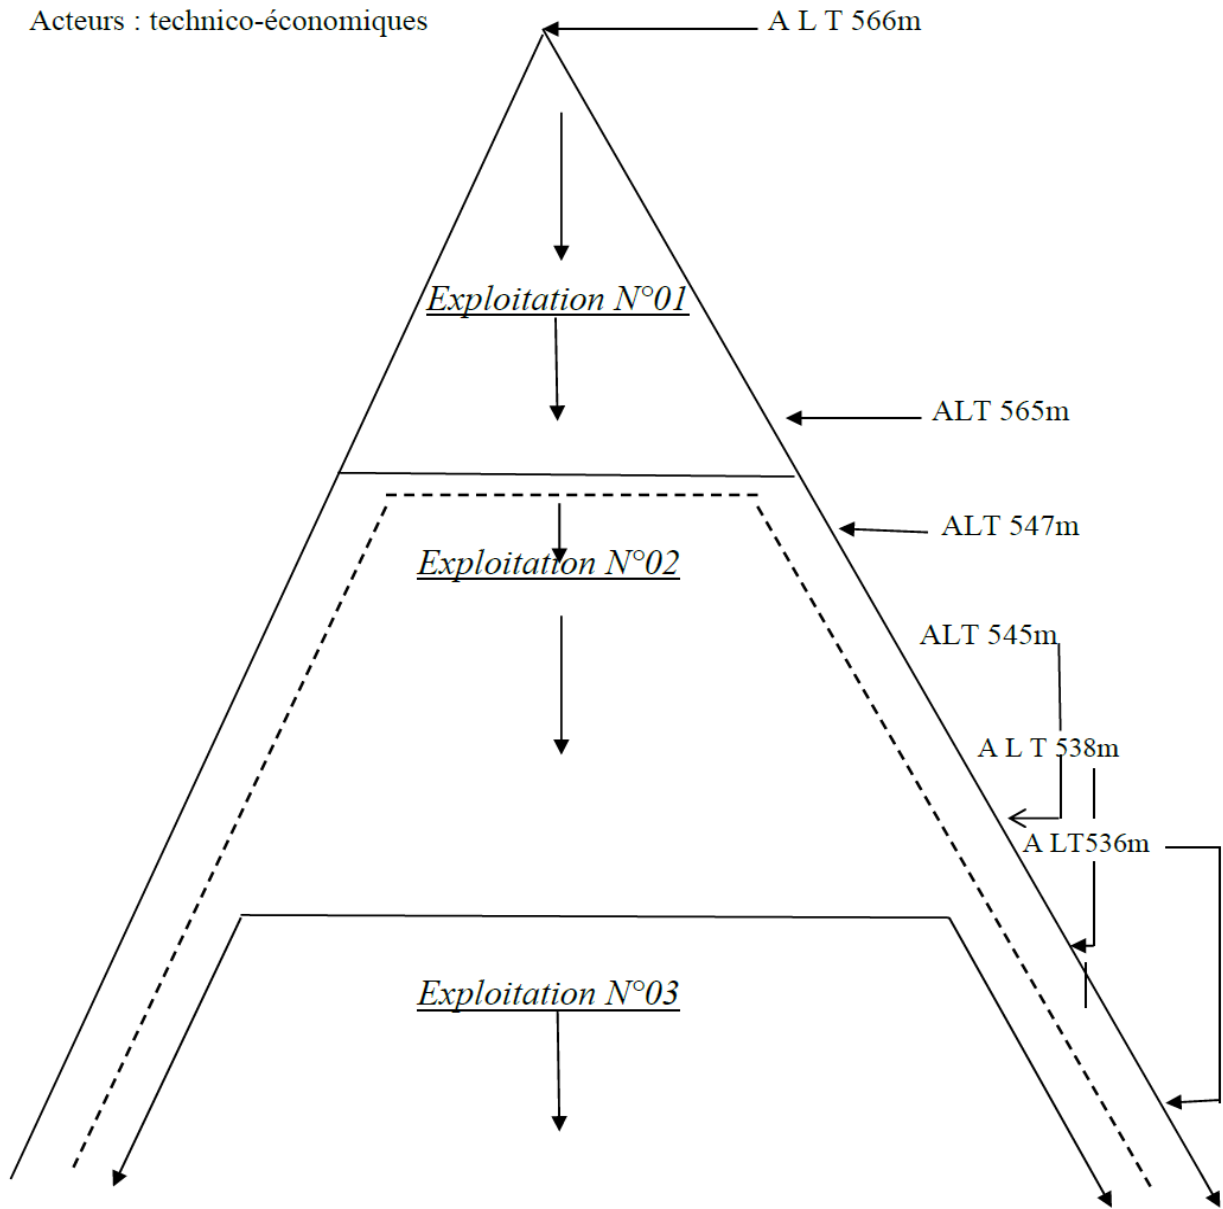 Acteurs : technico-économiques
A L T 566m
Exploitation N°01
ALT 565m
ALT 547m
Exploitation N°02
ALT 545m
A L T 538m
A LT536m
Exploitation N°03